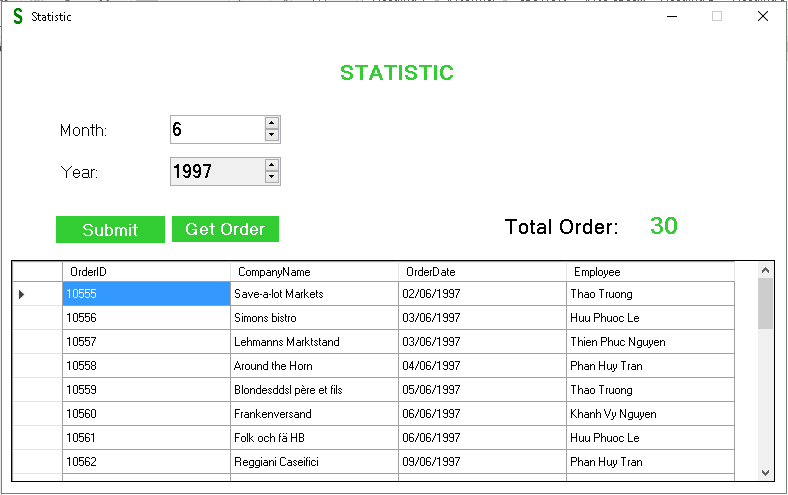 S Statistic
STATISTIC
Month: 6
Year: 1997
Submit Get Order Total Order: 30
OrderID CompanyName OrderDate Employee
10555 Save-a-lot Markets 02/06/1997 Thao Truong
10556 Simons bistro 03/06/1997 Huu Phuoc Le
10557 Lehmanns Marktstand 03/06/1997 Thien Phuc Nguyen
10558 Around the Horn 04/06/1997 Phan Huy Tran
10559 Blondesddsl père et fils 05/06/1997 Thao Truong
10560 Frankenversand 06/06/1997 Khanh Vy Nguyen
10561 Folk och fä HB 06/06/1997 Huu Phuoc Le
10562 Reggiani Caseifici 09/06/1997 Phan Huy Tran